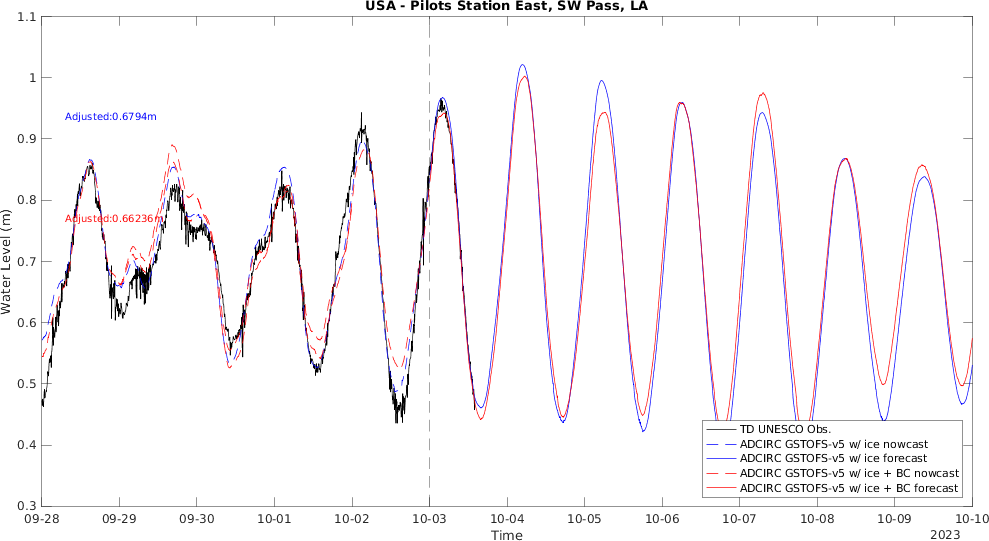 USA - Pilots Station East, SW Pass, LA
1.1
1
0.9
0.8
0.7
0.6
0.5
0.4
0.3
Water Level (m)
Adjusted:0.6794m
Adjusted:0.66236m
TD UNESCO Obs.
ADCIRC GSTOFS-v5 w/ ice nowcast
ADCIRC GSTOFS-v5 w/ ice forecast
ADCIRC GSTOFS-v5 w/ ice + BC nowcast
ADCIRC GSTOFS-v5 w/ ice + BC forecast
09-28 09-29 09-30 10-01 10-02 10-03 10-04 10-05 10-06 10-07 10-08 10-09 10-10
Time
2023